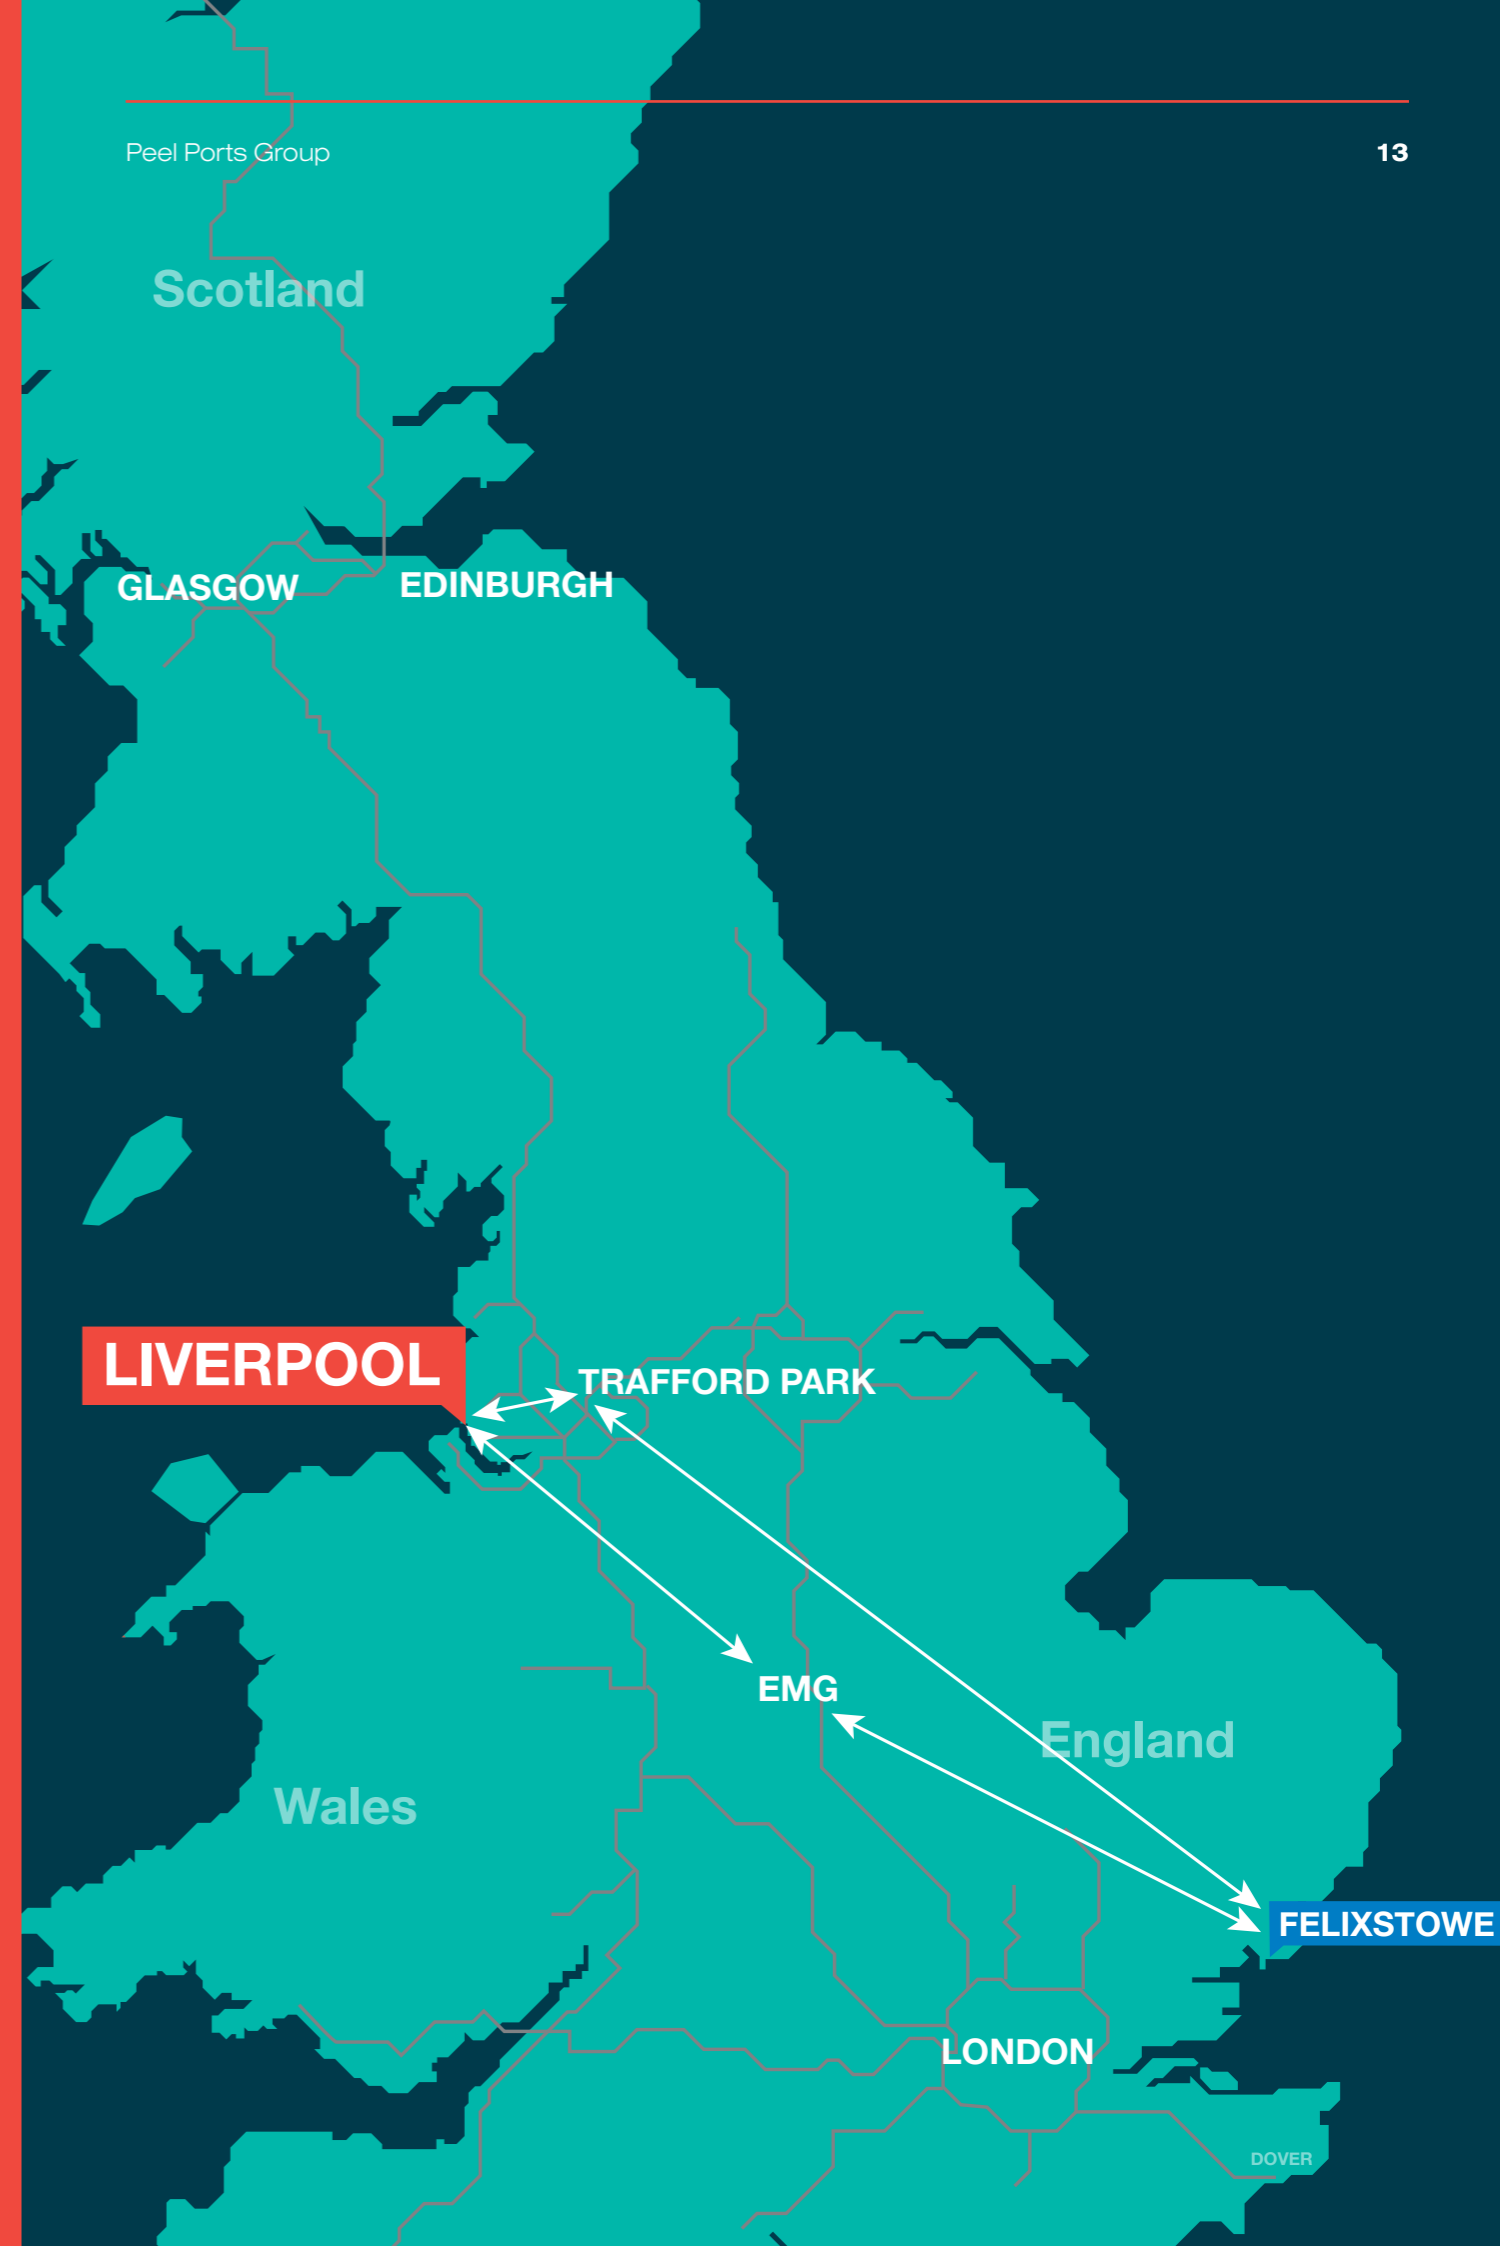 Peel Ports Group
13
Scotland
GLASGOW
EDINBURGH
LIVERPOOL
TRAFFORD PARK
EMG
England
Wales
FELIXSTOWE
LONDON
DOVER